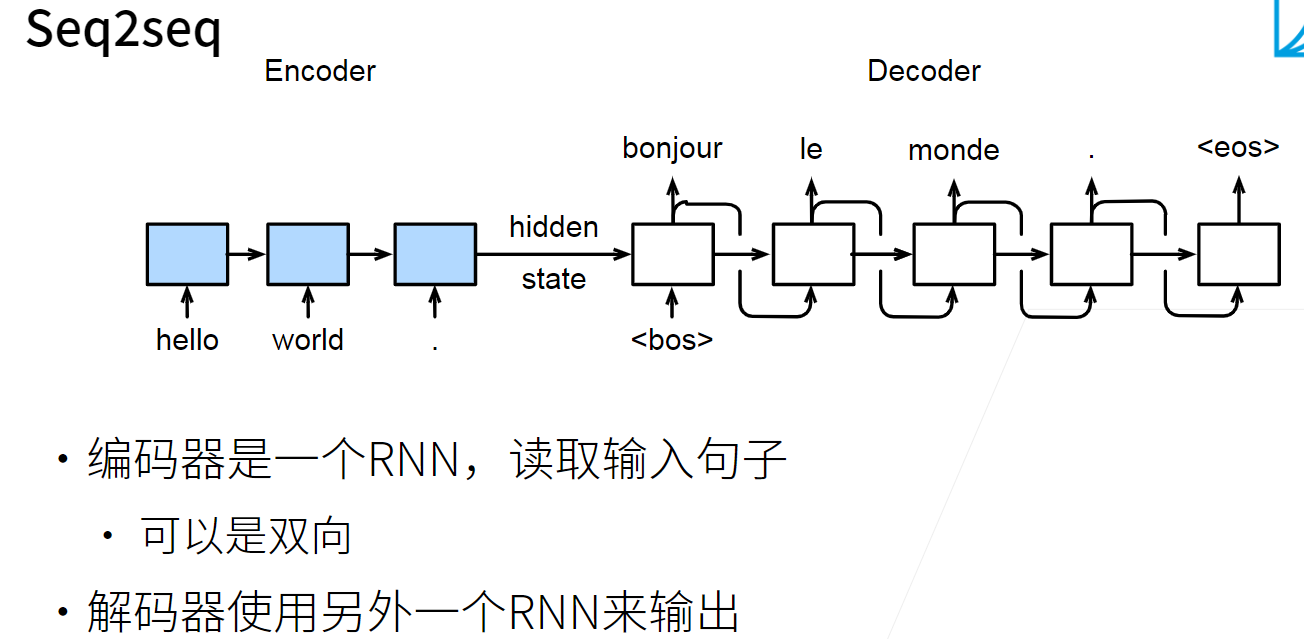 Seq2seq
Encoder
Decoder
bonjour
le
monde
.
<eos>
hidden
state
hello
world
.
<bos>
• 编码器是一个RNN，读取输入句子
• 可以是双向
• 解码器使用另外一个RNN来输出